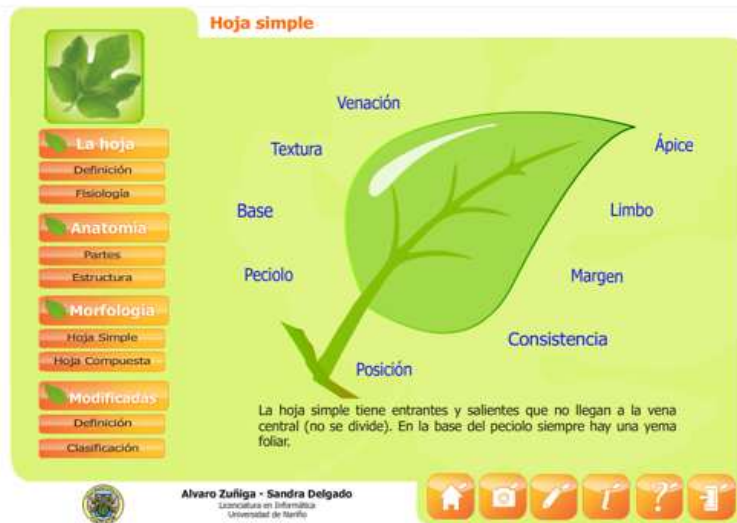 Hoja simple
La hoja
Definición
Fisiología
Anatomía
Partes
Estructura
Morfología
Hoja Simple
Hoja Compuesta
Modificadas
Definición
Clasificación
Venación
Textura
Ápice
Base
Limbo
Peciolo
Margen
Consistencia
Posición
La hoja simple tiene entrantes y salientes que no llegan a la vena
central (no se divide). En la base del peciolo siempre hay una yema
foliar.
Alvaro Zuñiga - Sandra Delgado
Licenciatura en Informática
Universidad de Nariño
i
?